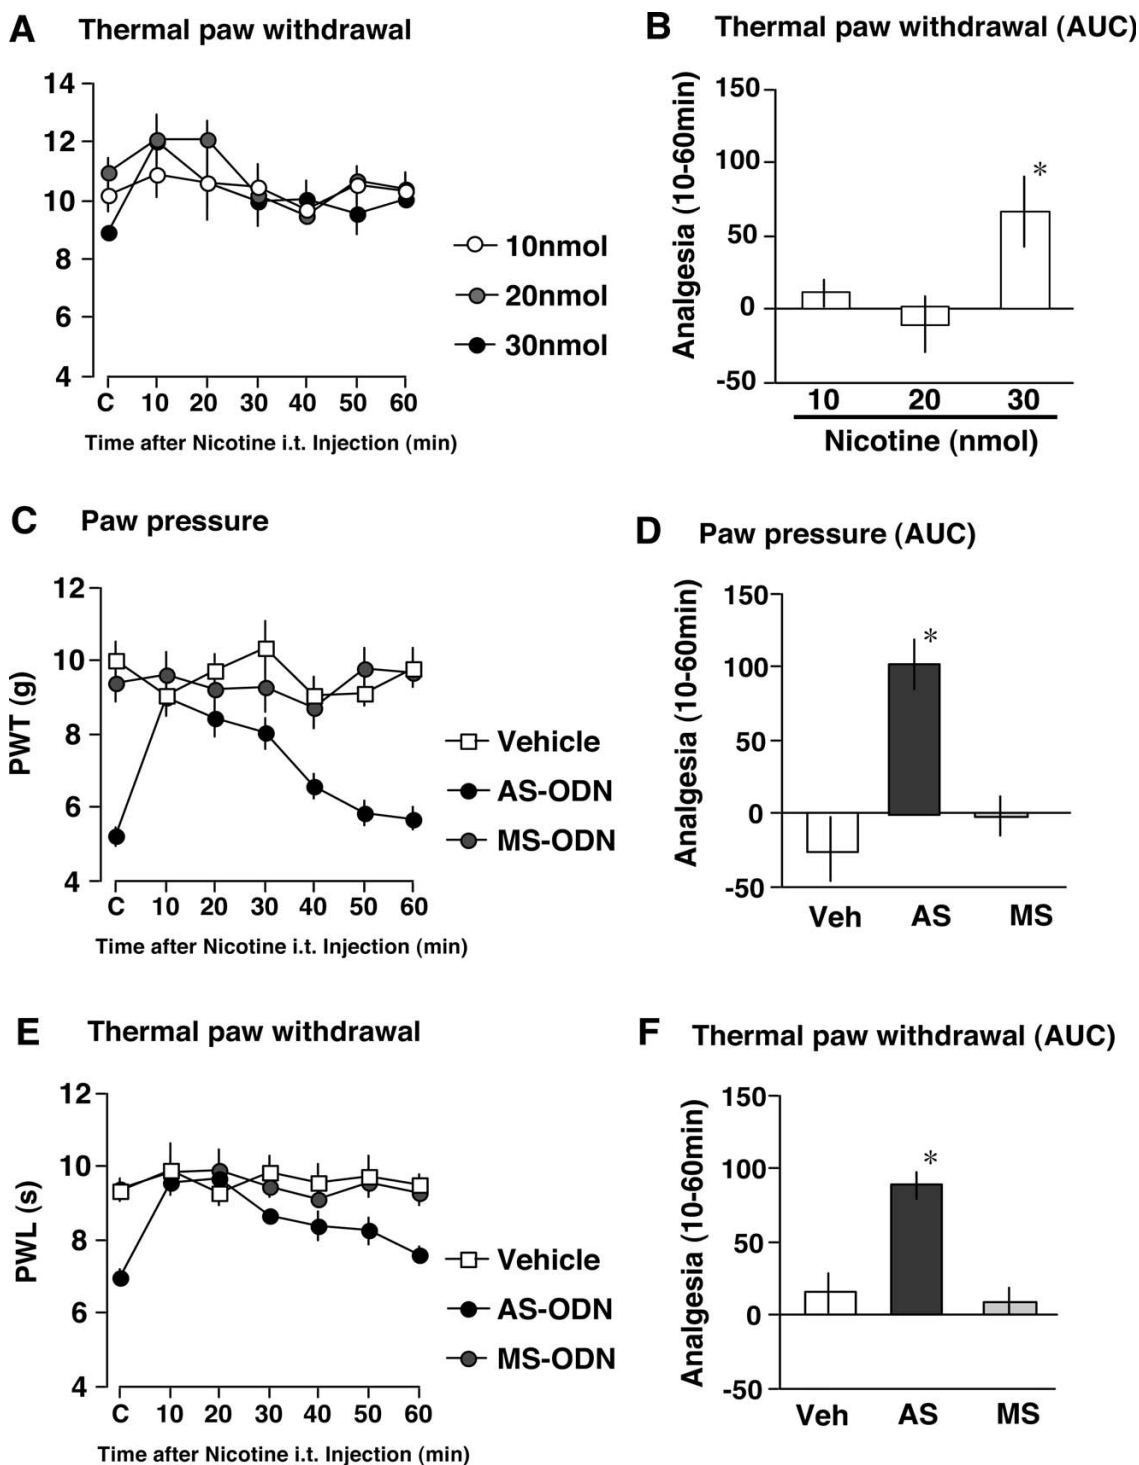 A Thermal paw withdrawal
14
12
10
8
6
4
C 10 20 30 40 50 60
Time after Nicotine i.t. Injection (min)
10nmol
20nmol
30nmol
B Thermal paw withdrawal (AUC)
Analgesia (10-60min)
150
100
50
0
-50
10 20 30
*
Nicotine (nmol)
C Paw pressure
PWT (g)
12
10
8
6
4
C 10 20 30 40 50 60
Time after Nicotine i.t. Injection (min)
Vehicle
AS-ODN
MS-ODN
D Paw pressure (AUC)
Analgesia (10-60min)
150
100
50
0
-50
*
Veh AS MS
E Thermal paw withdrawal
PWL (s)
12
10
8
6
4
C 10 20 30 40 50 60
Time after Nicotine i.t. Injection (min)
Vehicle
AS-ODN
MS-ODN
F Thermal paw withdrawal (AUC)
Analgesia (10-60min)
150
100
50
0
-50
*
Veh AS MS